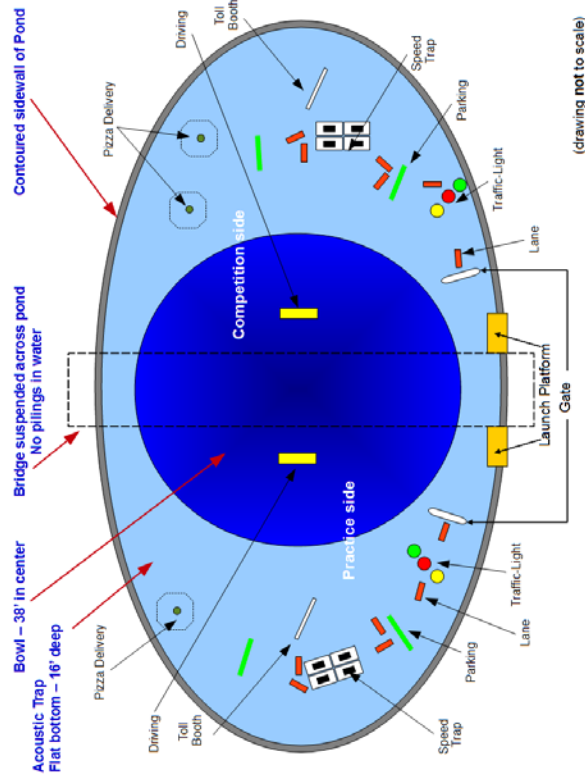 Acoustic Trap
Flat bottom – 16' deep
Bowl – 38' in center
Bridge suspended across pond
No pilings in water
Contoured sidewall of Pond
Pizza Delivery
Driving
Toll
Booth
Speed
Trap
Parking
Lane
Traffic-Light
Practice side
Pizza Delivery
Driving
Toll
Booth
Speed
Trap
Parking
Traffic-Light
Lane
Competition side
Launch Platform
Gate
(drawing not to scale)